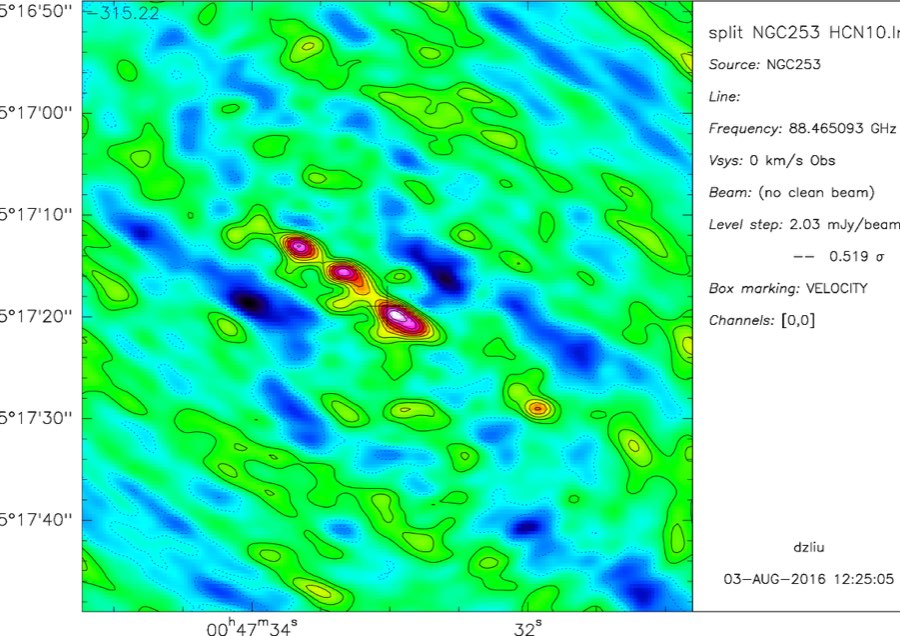 5°16'50"
-315.22
split NGC253 HCN10.lr
Source: NGC253
5°17'00"
Line:
Frequency: 88.465093 GHz
Vsys: 0 km/s Obs
Beam: (no clean beam)
5°17'10"
Level step: 2.03 mJy/beam
-- 0.519 σ
Box marking: VELOCITY
5°17'20"
Channels: [0,0]
5°17'30"
5°17'40"
dzliu
03-AUG-2016 12:25:05
00h47m34s
32s